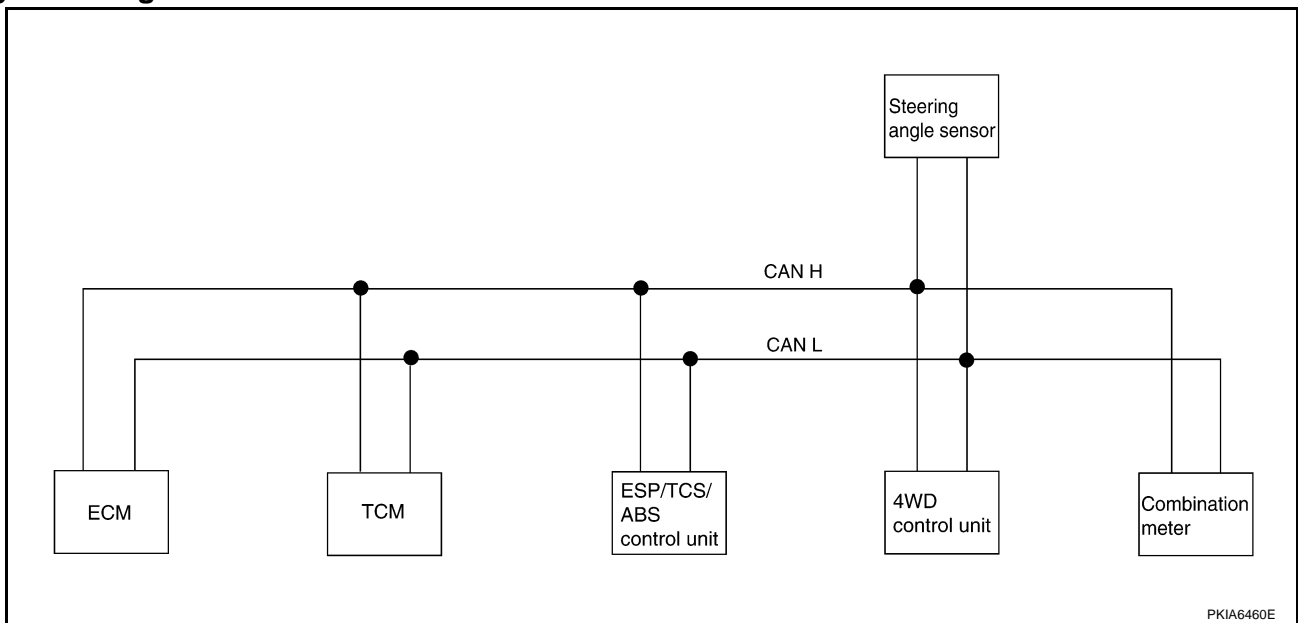 Steering
angle sensor
CAN H
CAN L
ECM
TCM
ESP/TCS/
ABS
control unit
4WD
control unit
Combination
meter
PKIA6460E